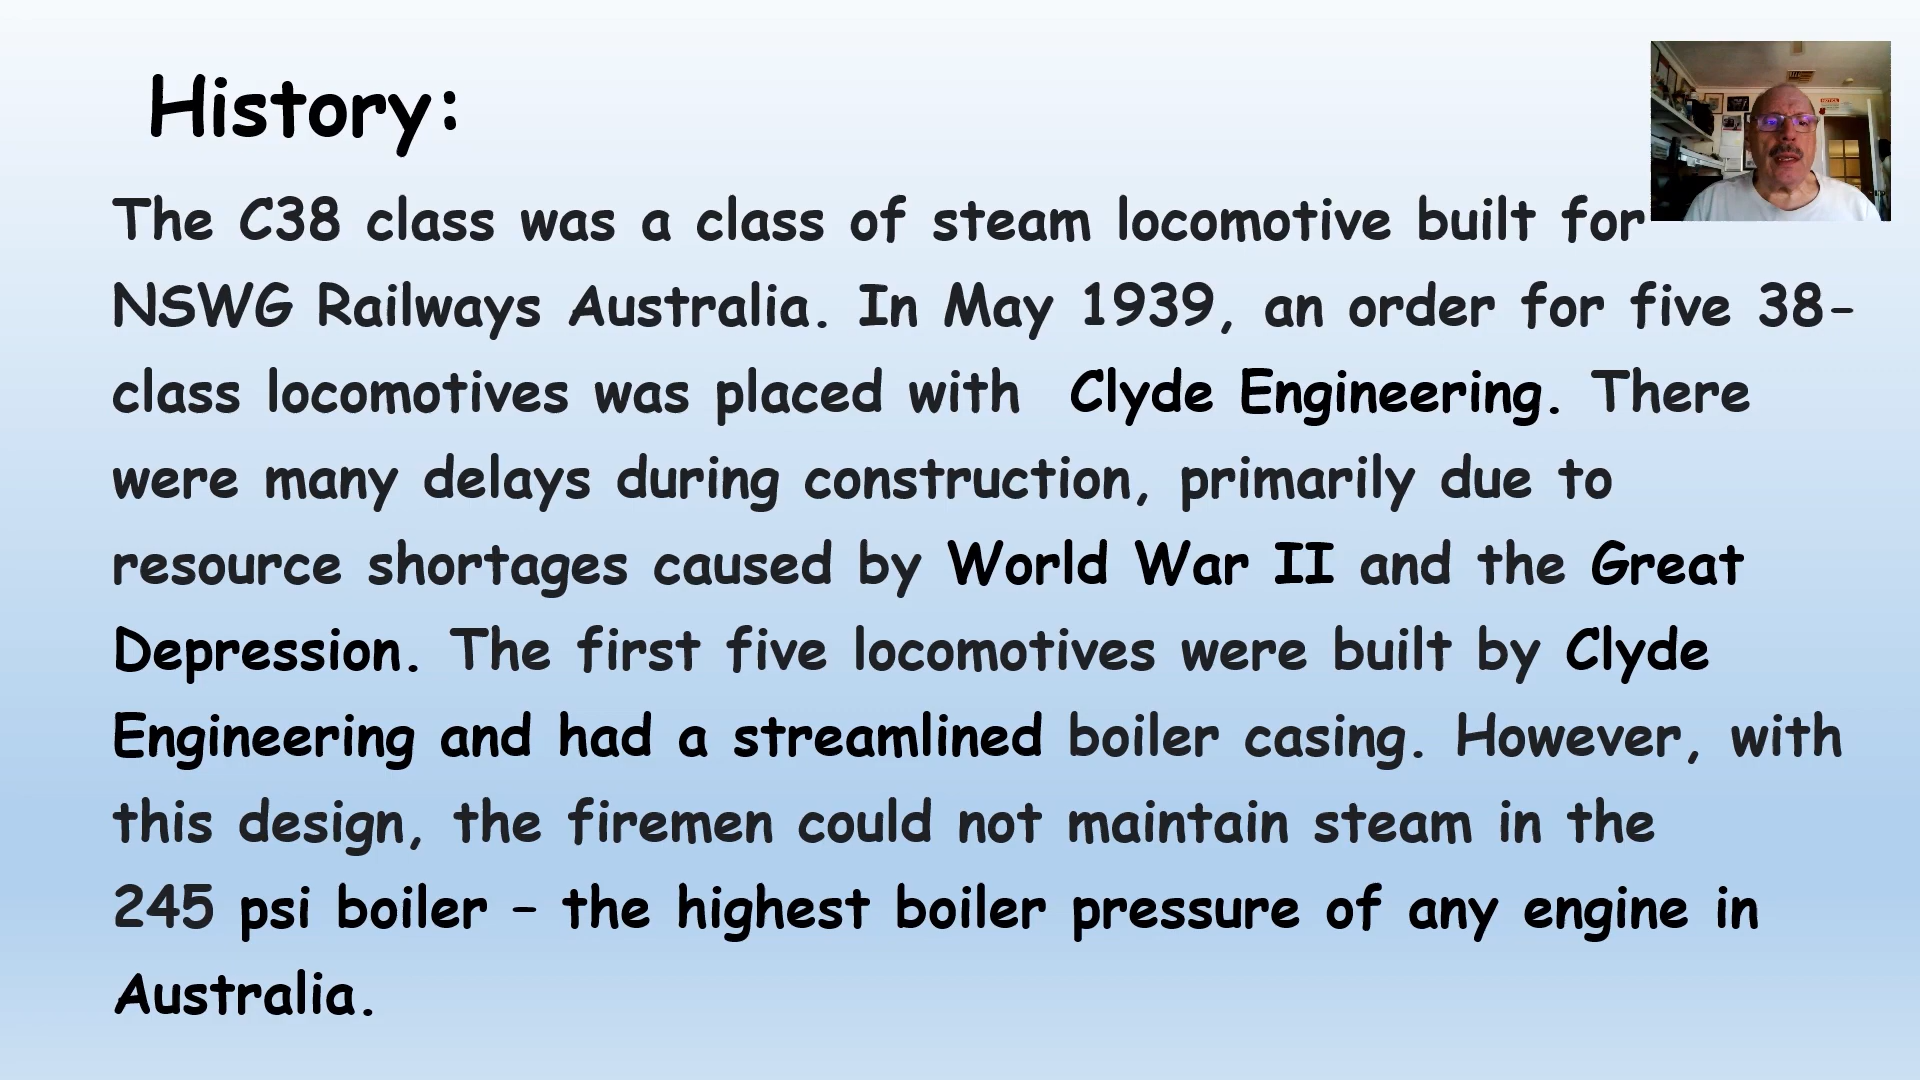 History:
The C38 class was a class of steam locomotive built for
NSWG Railways Australia. In May 1939, an order for five 38-
class locomotives was placed with Clyde Engineering. There
were many delays during construction, primarily due to
resource shortages caused by World War II and the Great
Depression. The first five locomotives were built by Clyde
Engineering and had a streamlined boiler casing. However, with
this design, the firemen could not maintain steam in the
245 psi boiler – the highest boiler pressure of any engine in
Australia.